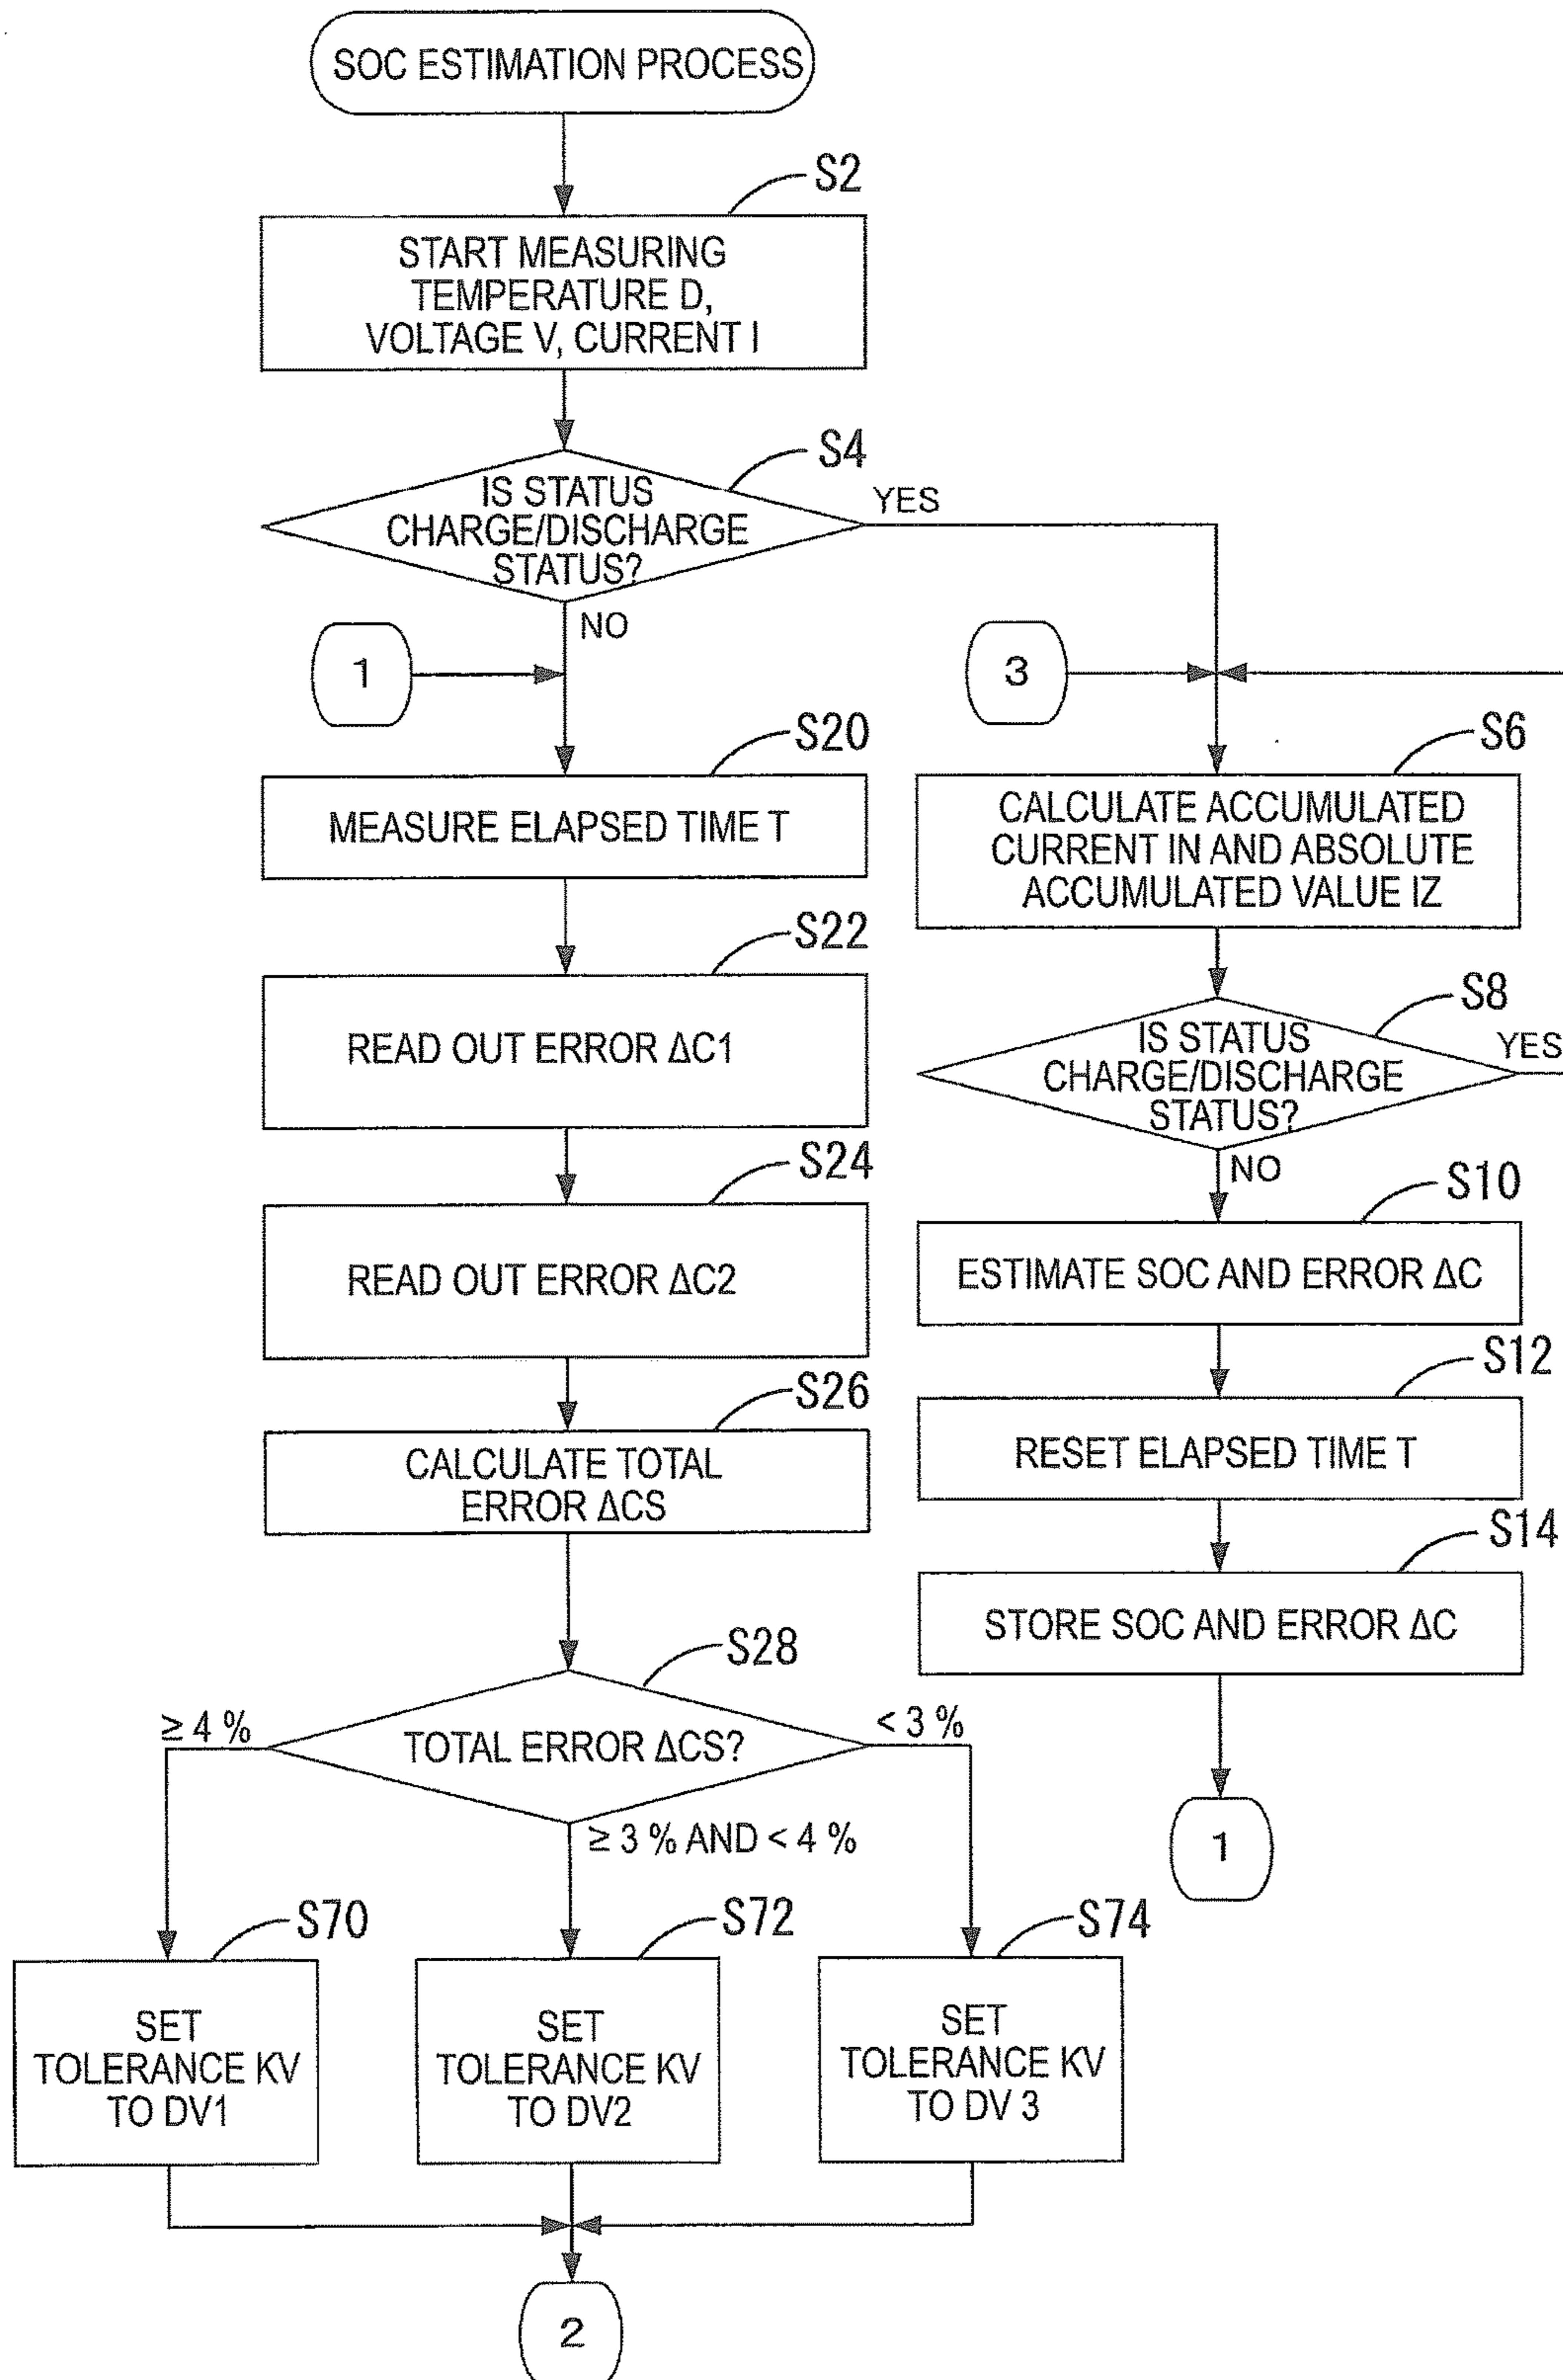 SOC ESTIMATION PROCESS
S2
START MEASURING
TEMPERATURE D,
VOLTAGE V, CURRENT I
S4
IS STATUS
CHARGE/DISCHARGE
STATUS?
YES
NO
1
3
S20
MEASURE ELAPSED TIME T
S6
CALCULATE ACCUMULATED
CURRENT IN AND ABSOLUTE
ACCUMULATED VALUE IZ
S22
READ OUT ERROR ΔC1
S8
IS STATUS
CHARGE/DISCHARGE
STATUS?
YES
NO
S24
READ OUT ERROR ΔC2
S10
ESTIMATE SOC AND ERROR ΔC
S26
CALCULATE TOTAL
ERROR ΔCS
S12
RESET ELAPSED TIME T
S14
STORE SOC AND ERROR ΔC
1
S28
TOTAL ERROR ΔCS?
≥ 4 %
< 3 %
≥ 3 % AND < 4 %
S70
SET
TOLERANCE KV
TO DV1
S72
SET
TOLERANCE KV
TO DV2
S74
SET
TOLERANCE KV
TO DV 3
2